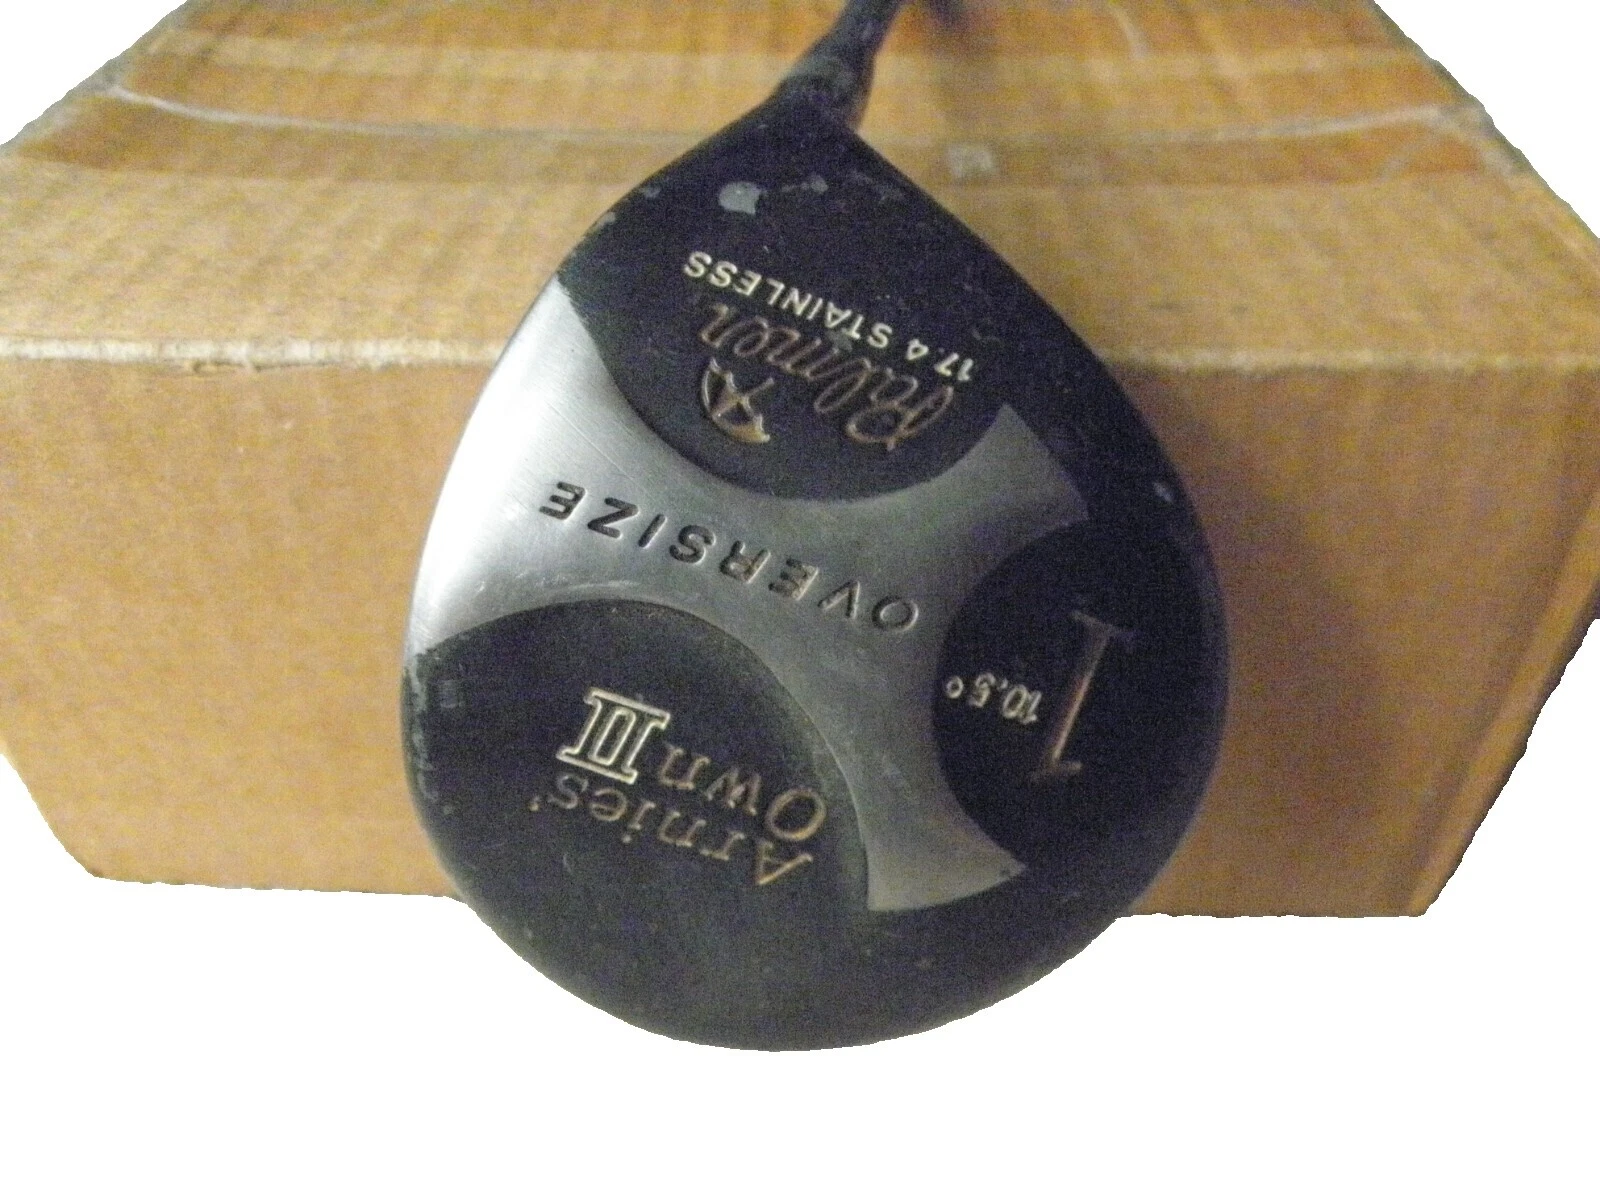 Arnies'
Own III
1
10.5°
OVERSIZE
Palmer
17.4 STAINLESS